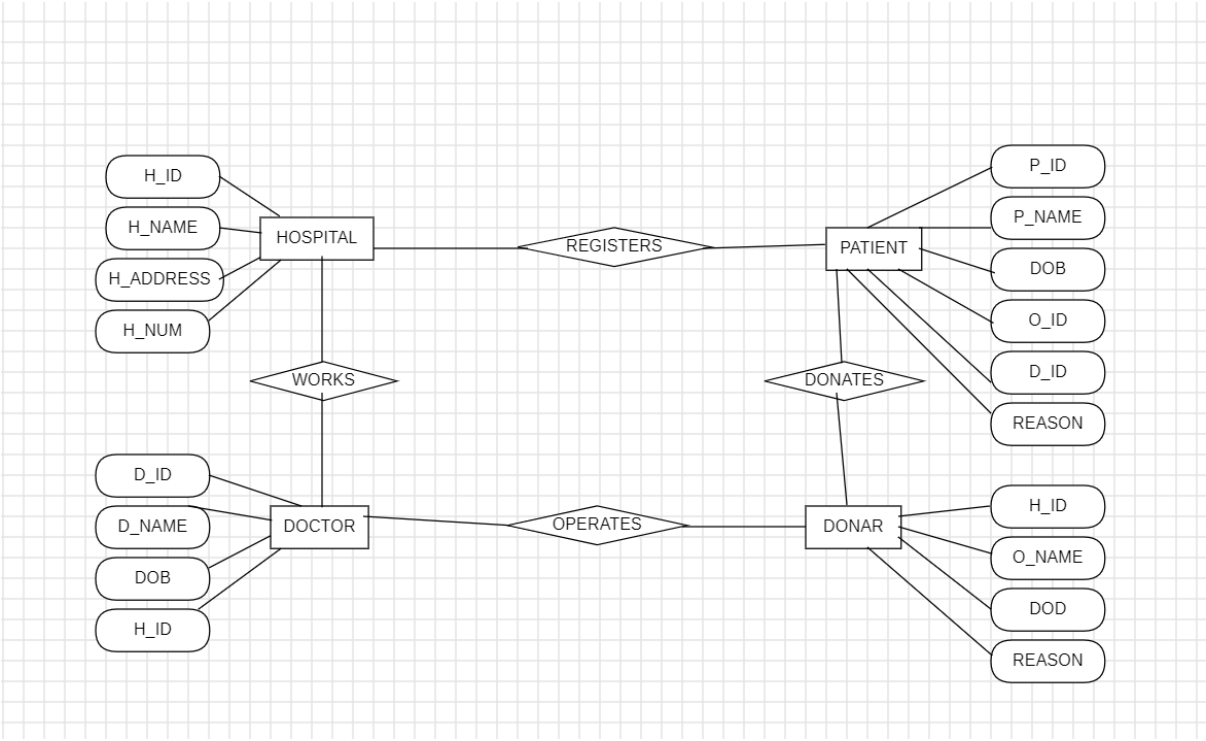 H_ID
H_NAME
H_ADDRESS
H_NUM
HOSPITAL
REGISTERS
PATIENT
P_ID
P_NAME
DOB
O_ID
D_ID
REASON
WORKS
DONATES
D_ID
D_NAME
DOB
H_ID
DOCTOR
OPERATES
DONAR
H_ID
O_NAME
DOD
REASON